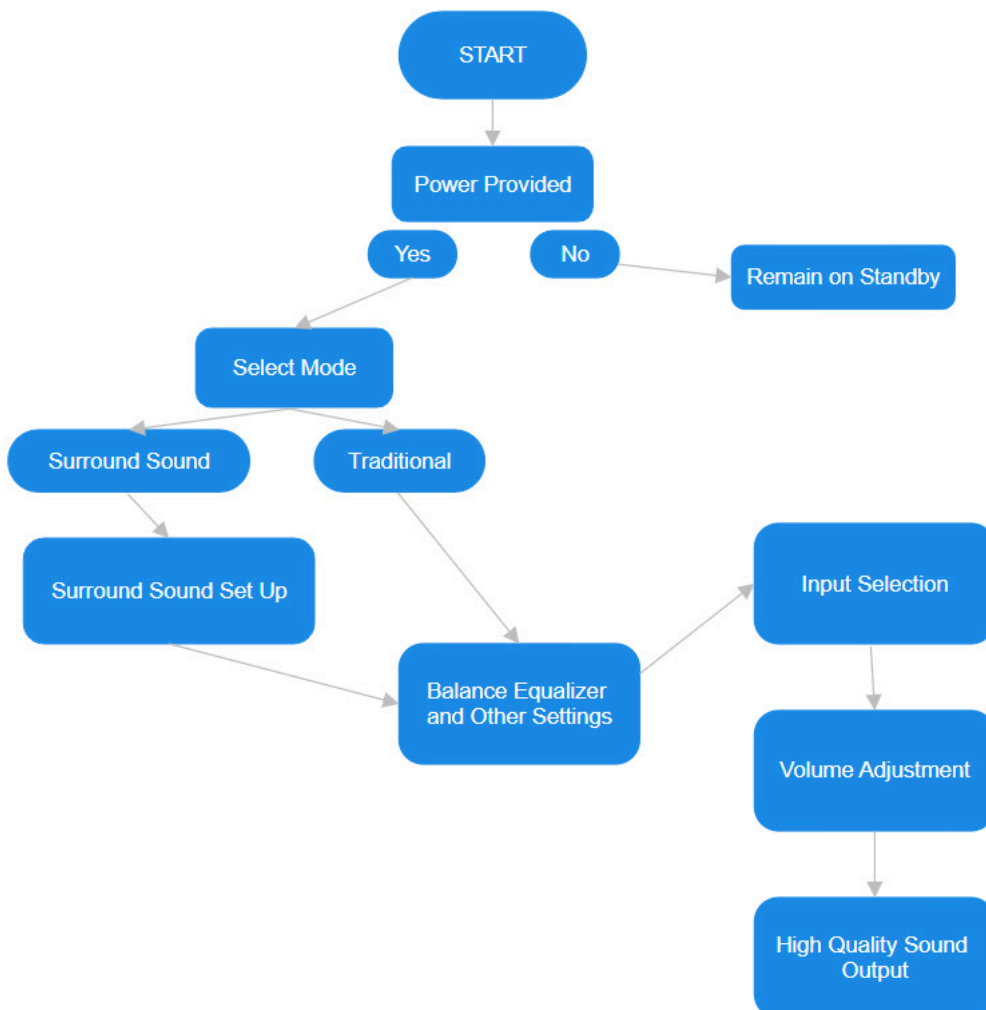 START
Power Provided
Yes
No
Remain on Standby
Select Mode
Surround Sound
Traditional
Surround Sound Set Up
Balance Equalizer
and Other Settings
Input Selection
Volume Adjustment
High Quality Sound
Output